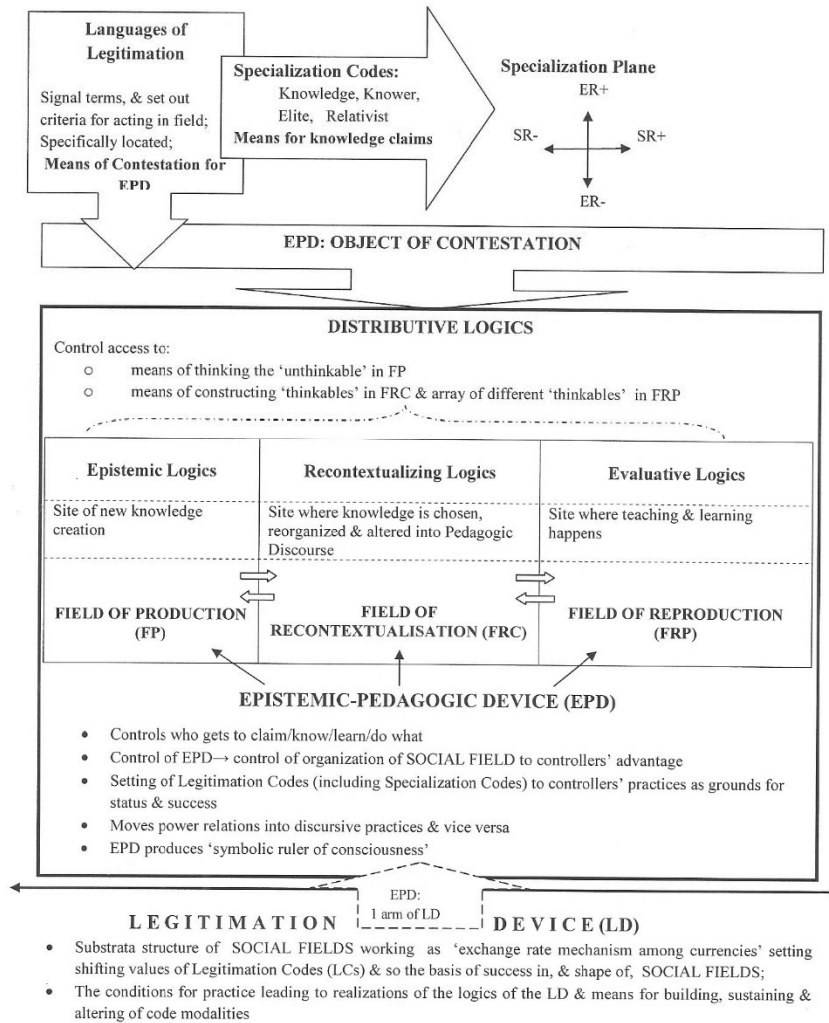 Languages of
Legitimation
Signal terms, & set out
criteria for acting in field;
Specifically located;
Means of Contestation for
EPD
Specialization Codes:
Knowledge, Knower,
Elite, Relativist
Means for knowledge claims
Specialization Plane
ER+
SR-
SR+
ER-
EPD: OBJECT OF CONTESTATION
DISTRIBUTIVE LOGICS
Control access to:
o means of thinking the ‘unthinkable’ in FP
o means of constructing ‘thinkables’ in FRC & array of different ‘thinkables’ in FRP
Epistemic Logics
Site of new knowledge
creation
FIELD OF PRODUCTION
(FP)
Recontextualizing Logics
Site where knowledge is chosen,
reorganized & altered into Pedagogic
Discourse
FIELD OF
RECONTEXTUALISATION (FRC)
Evaluative Logics
Site where teaching & learning
happens
FIELD OF REPRODUCTION
(FRP)
EPISTEMIC-PEDAGOGIC DEVICE (EPD)
• Controls who gets to claim/know/learn/do what
• Control of EPD→ control of organization of SOCIAL FIELD to controllers’ advantage
• Setting of Legitimation Codes (including Specialization Codes) to controllers’ practices as grounds for
status & success
• Moves power relations into discursive practices & vice versa
• EPD produces ‘symbolic ruler of consciousness’
EPD:
1 arm of LD
LEGITIMATION DEVICE (LD)
• Substrata structure of SOCIAL FIELDS working as ‘exchange rate mechanism among currencies’ setting
shifting values of Legitimation Codes (LCs) & so the basis of success in, & shape of, SOCIAL FIELDS;
• The conditions for practice leading to realizations of the logics of the LD & means for building, sustaining &
altering of code modalities